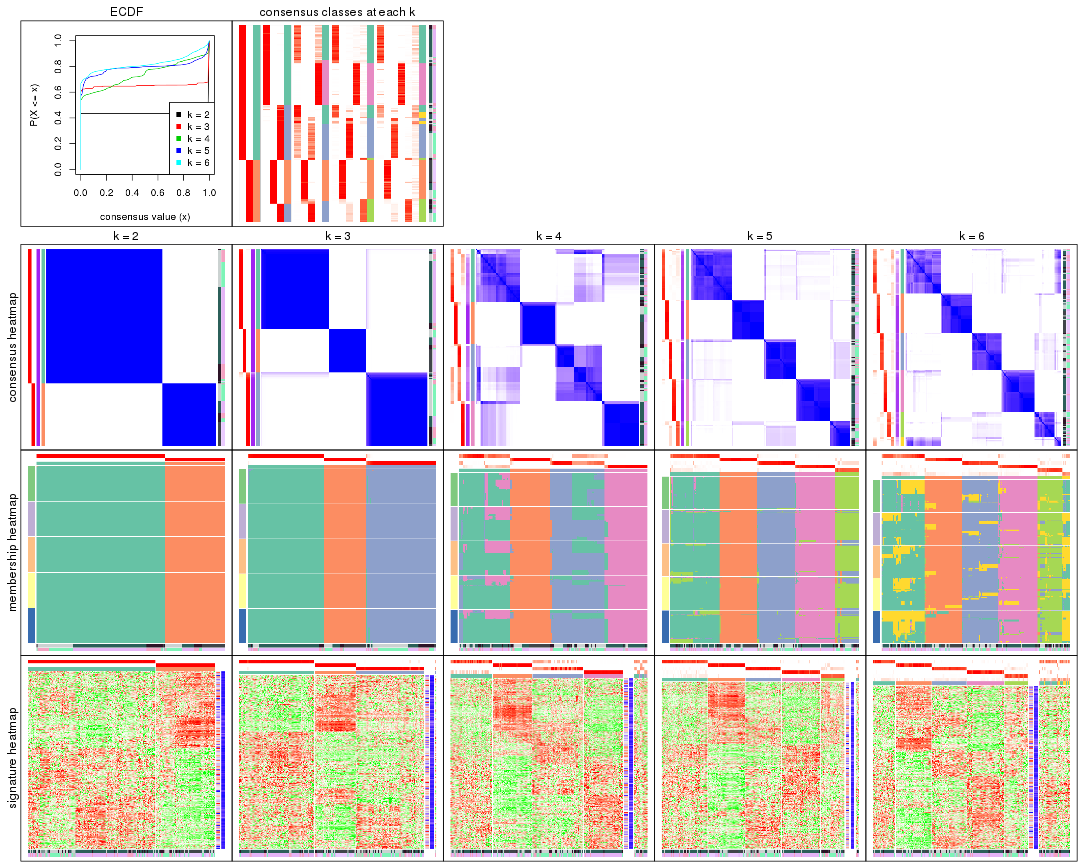 ECDF
consensus classes at each k
P(X <= x)
1.0
0.8
0.6
0.4
0.2
0.0
k = 2
k = 3
k = 4
k = 5
k = 6
0.0 0.2 0.4 0.6 0.8 1.0
consensus value (x)
k = 2 k = 3 k = 4 k = 5 k = 6
consensus heatmap
membership heatmap
signature heatmap